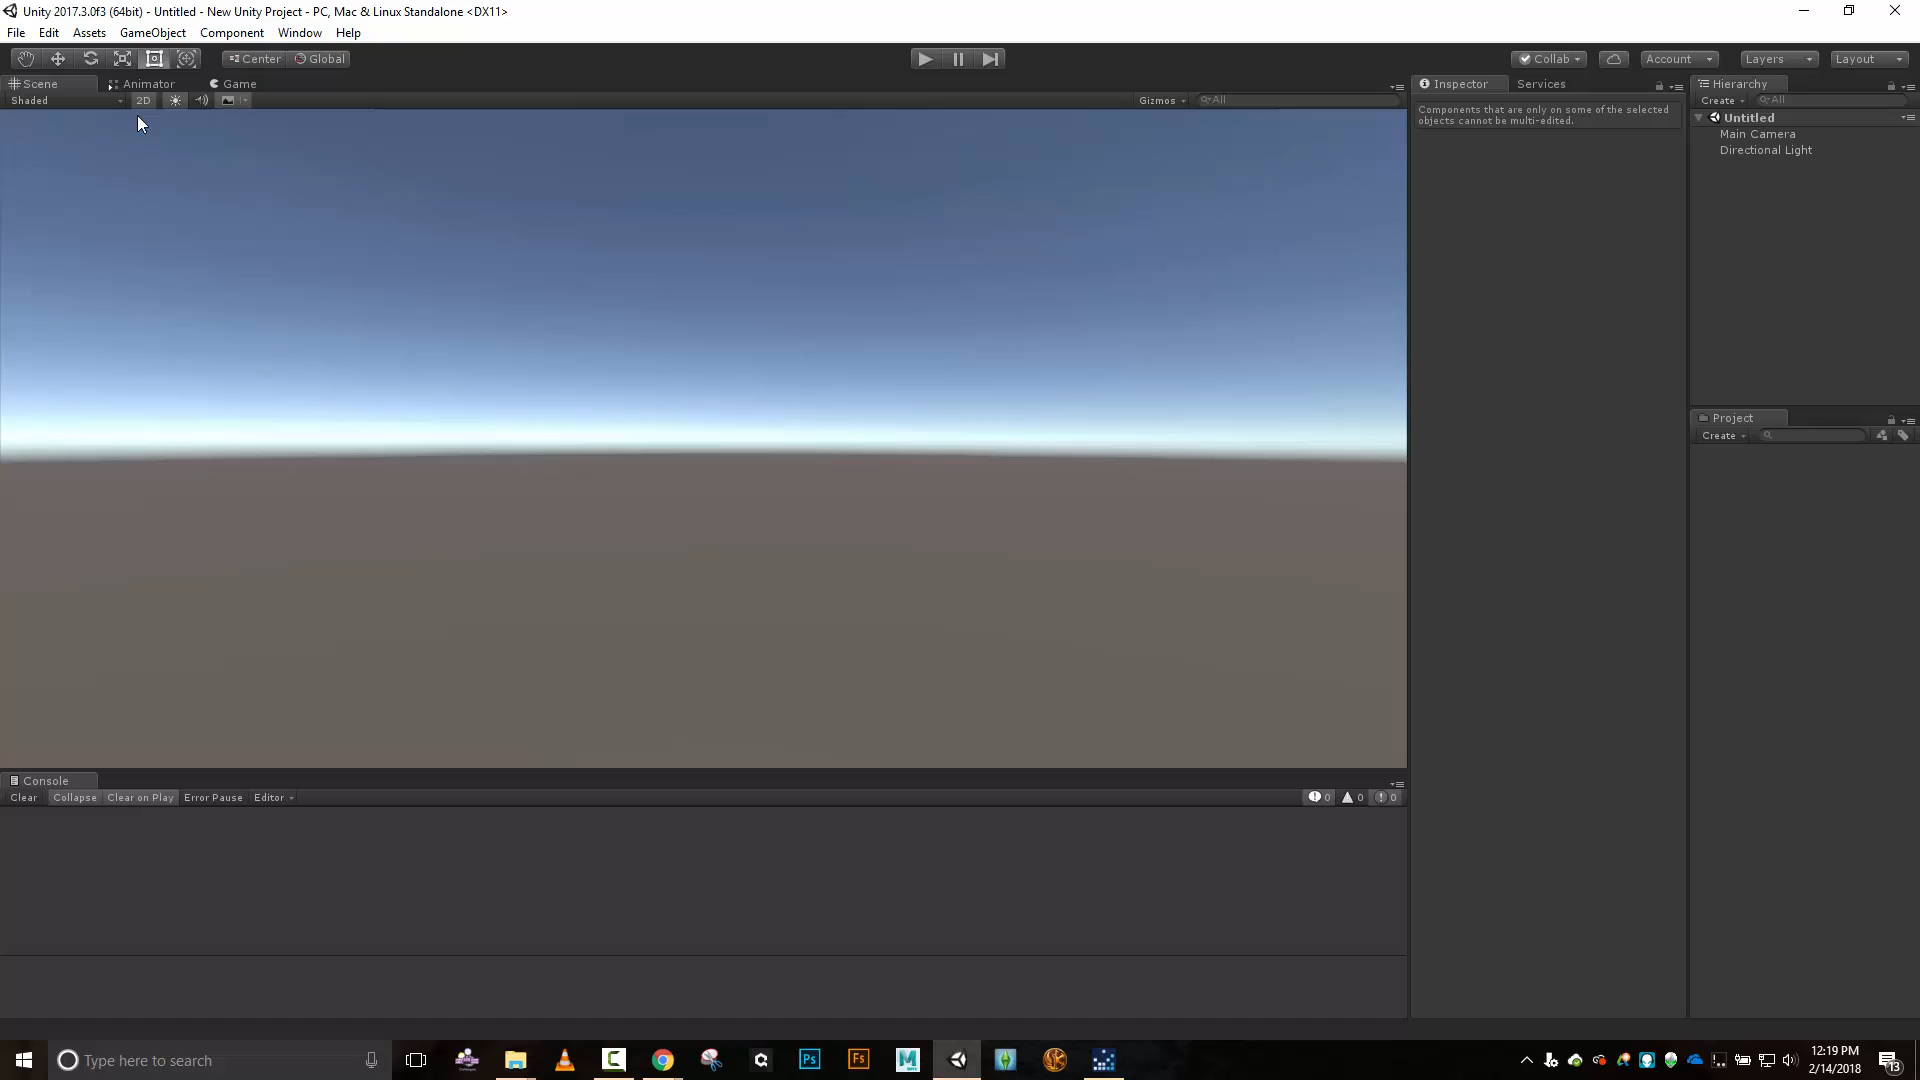 Unity 2017.3.0f3 (64bit) - Untitled - New Unity Project - PC, Mac & Linux Standalone <DX11>
File Edit Assets GameObject Component Window Help
Center Global Collab Account Layers Layout
Scene Animator Game Inspector Services Hierarchy
Shaded 2D Gizmos All Create All
Components that are only on some of the selected
objects cannot be multi-edited.
Untitled
Main Camera
Directional Light
Project
Create
Console
Clear Collapse Clear on Play Error Pause Editor 0 0 0
Type here to search
Ps Fs M
12:19 PM
2/14/2018
13